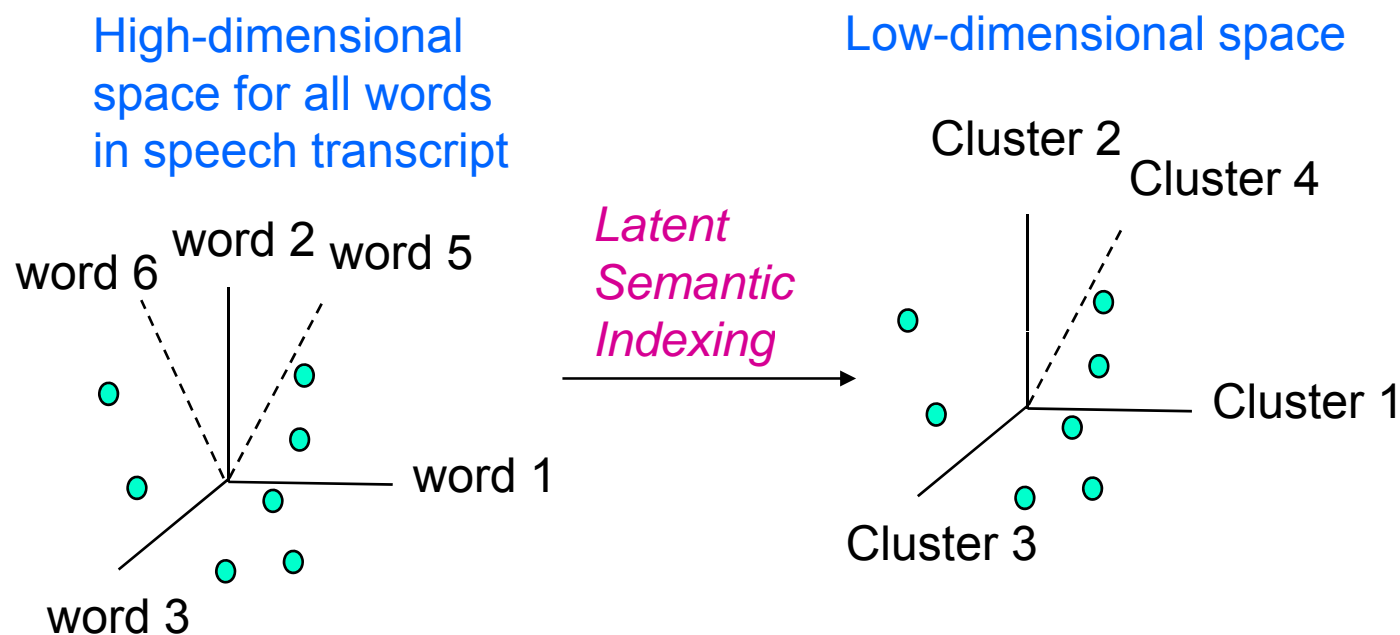 High-dimensional
space for all words
in speech transcript
word 6
word 2
word 5
word 1
word 3
Latent
Semantic
Indexing
Low-dimensional space
Cluster 2
Cluster 4
Cluster 1
Cluster 3